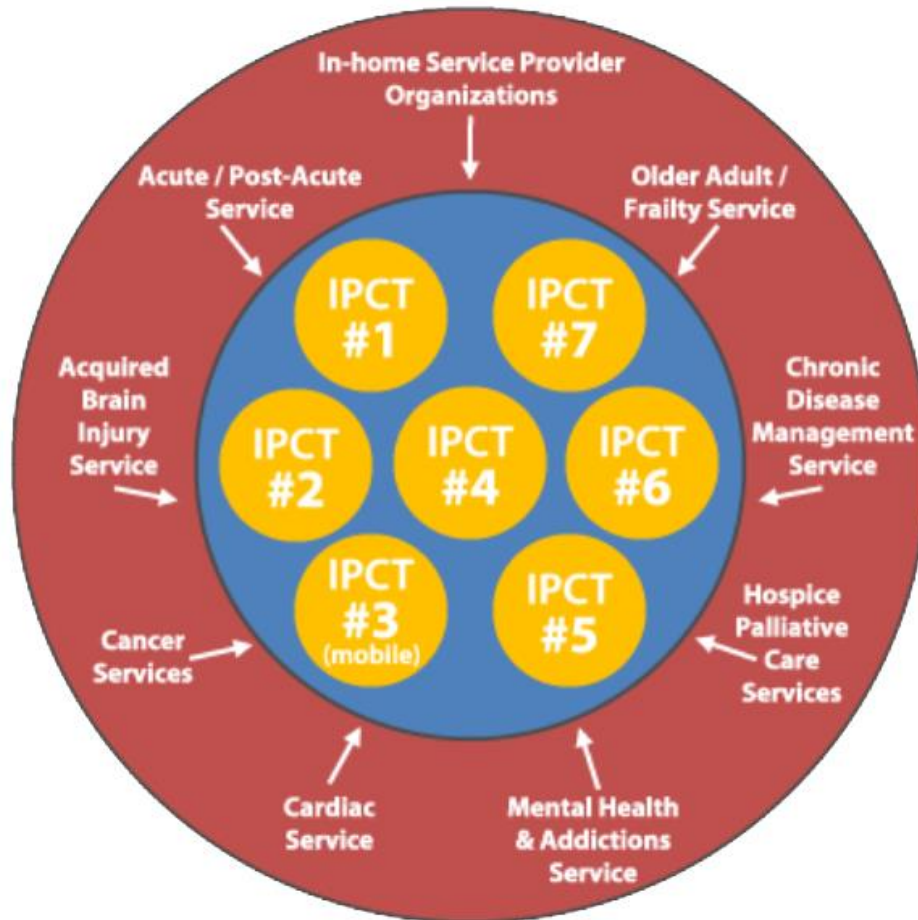 In-home Service Provider
Organizations
Acute / Post-Acute
Service
Older Adult /
Frailty Service
IPCT
#1
IPCT
#7
Acquired
Brain
Injury
Service
Chronic
Disease
Management
Service
IPCT
#2
IPCT
#4
IPCT
#6
IPCT
#3
(mobile)
IPCT
#5
Cancer
Services
Hospice
Palliative
Care
Services
Cardiac
Service
Mental Health
& Addictions
Service